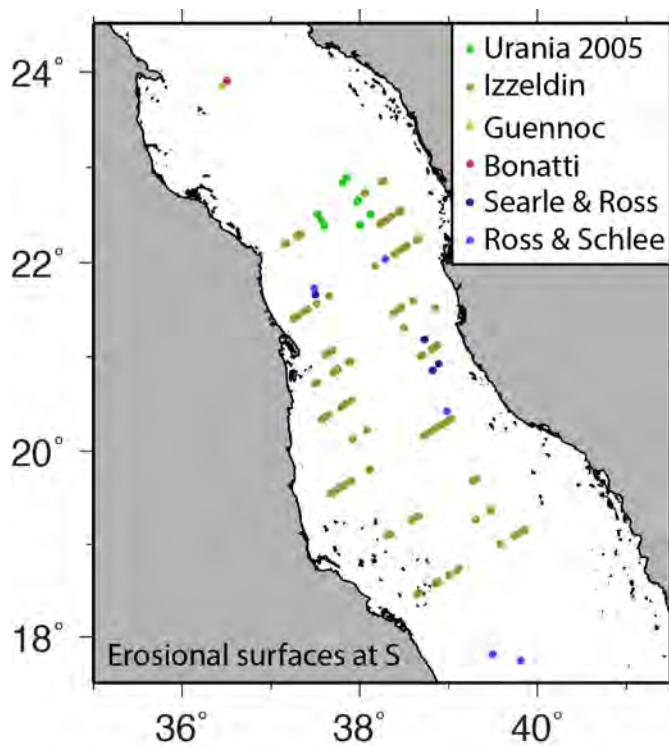 24°
22°
20°
18°
Urania 2005
Izzeldin
Guennoc
Bonatti
Searle & Ross
Ross & Schlee
Erosional surfaces at S
36° 38° 40°